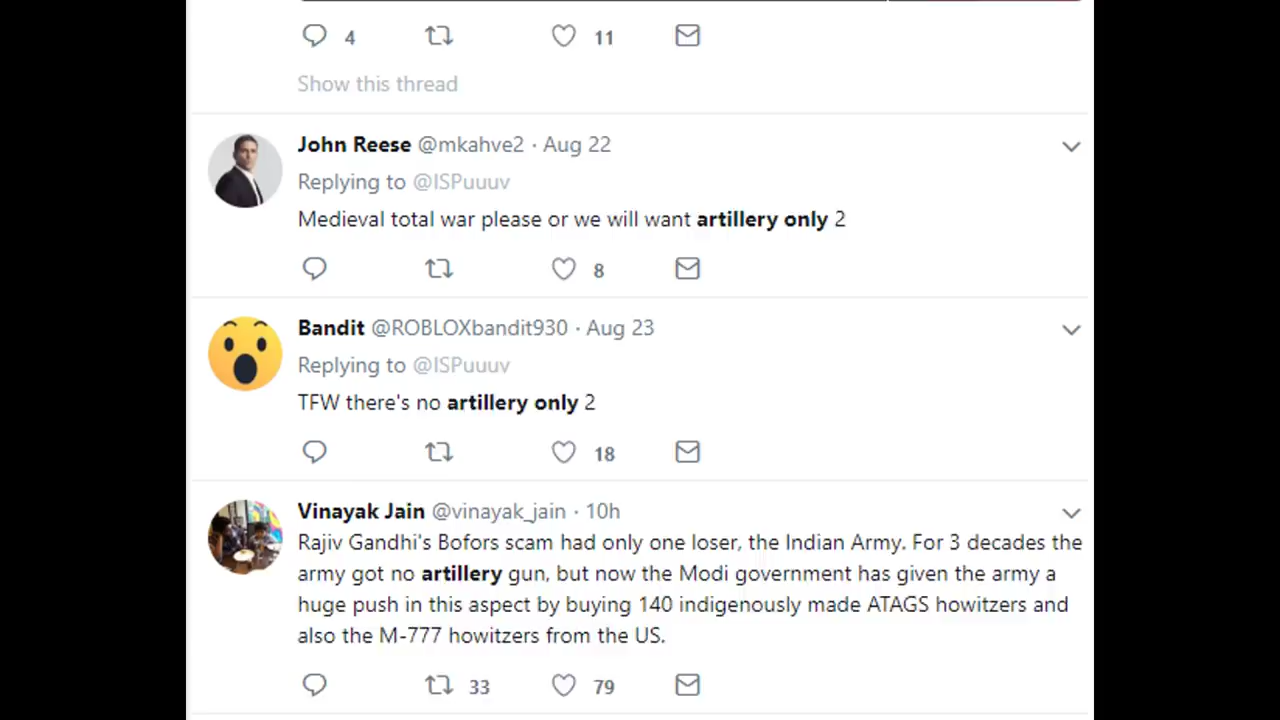 4 11
Show this thread
John Reese @mkahve2 · Aug 22
Replying to @ISPuuuv
Medieval total war please or we will want artillery only 2
8
Bandit @ROBLOXbandit930 · Aug 23
Replying to @ISPuuuv
TFW there's no artillery only 2
18
Vinayak Jain @vinayak_jain · 10h
Rajiv Gandhi's Bofors scam had only one loser, the Indian Army. For 3 decades the
army got no artillery gun, but now the Modi government has given the army a
huge push in this aspect by buying 140 indigenously made ATAGS howitzers and
also the M-777 howitzers from the US.
33 79